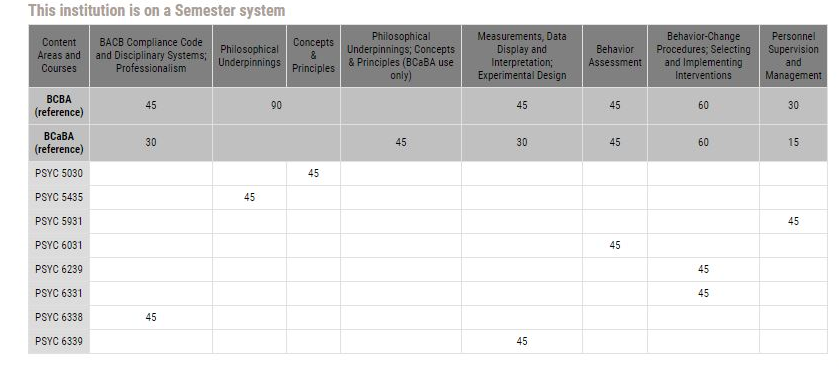 This institution is on a Semester system
Content Areas and Courses | BACB Compliance Code and Disciplinary Systems; Professionalism | Philosophical Underpinnings | Concepts & Principles | Philosophical Underpinnings; Concepts & Principles (BCaBA use only) | Measurements, Data Display and Interpretation; Experimental Design | Behavior Assessment | Behavior-Change Procedures; Selecting and Implementing Interventions | Personnel Supervision and Management
BCBA (reference) | 45 | 90 | | 45 | 45 | 60 | 30
BCaBA (reference) | 30 | | | 45 | 30 | 45 | 60 | 15
PSYC 5030 | | | 45 | | | | |
PSYC 5435 | | 45 | | | | | |
PSYC 5931 | | | | | | | | 45
PSYC 6031 | | | | | | 45 | |
PSYC 6239 | | | | | | | 45 |
PSYC 6331 | | | | | | | 45 |
PSYC 6338 | 45 | | | | | | |
PSYC 6339 | | | | | 45 | | |